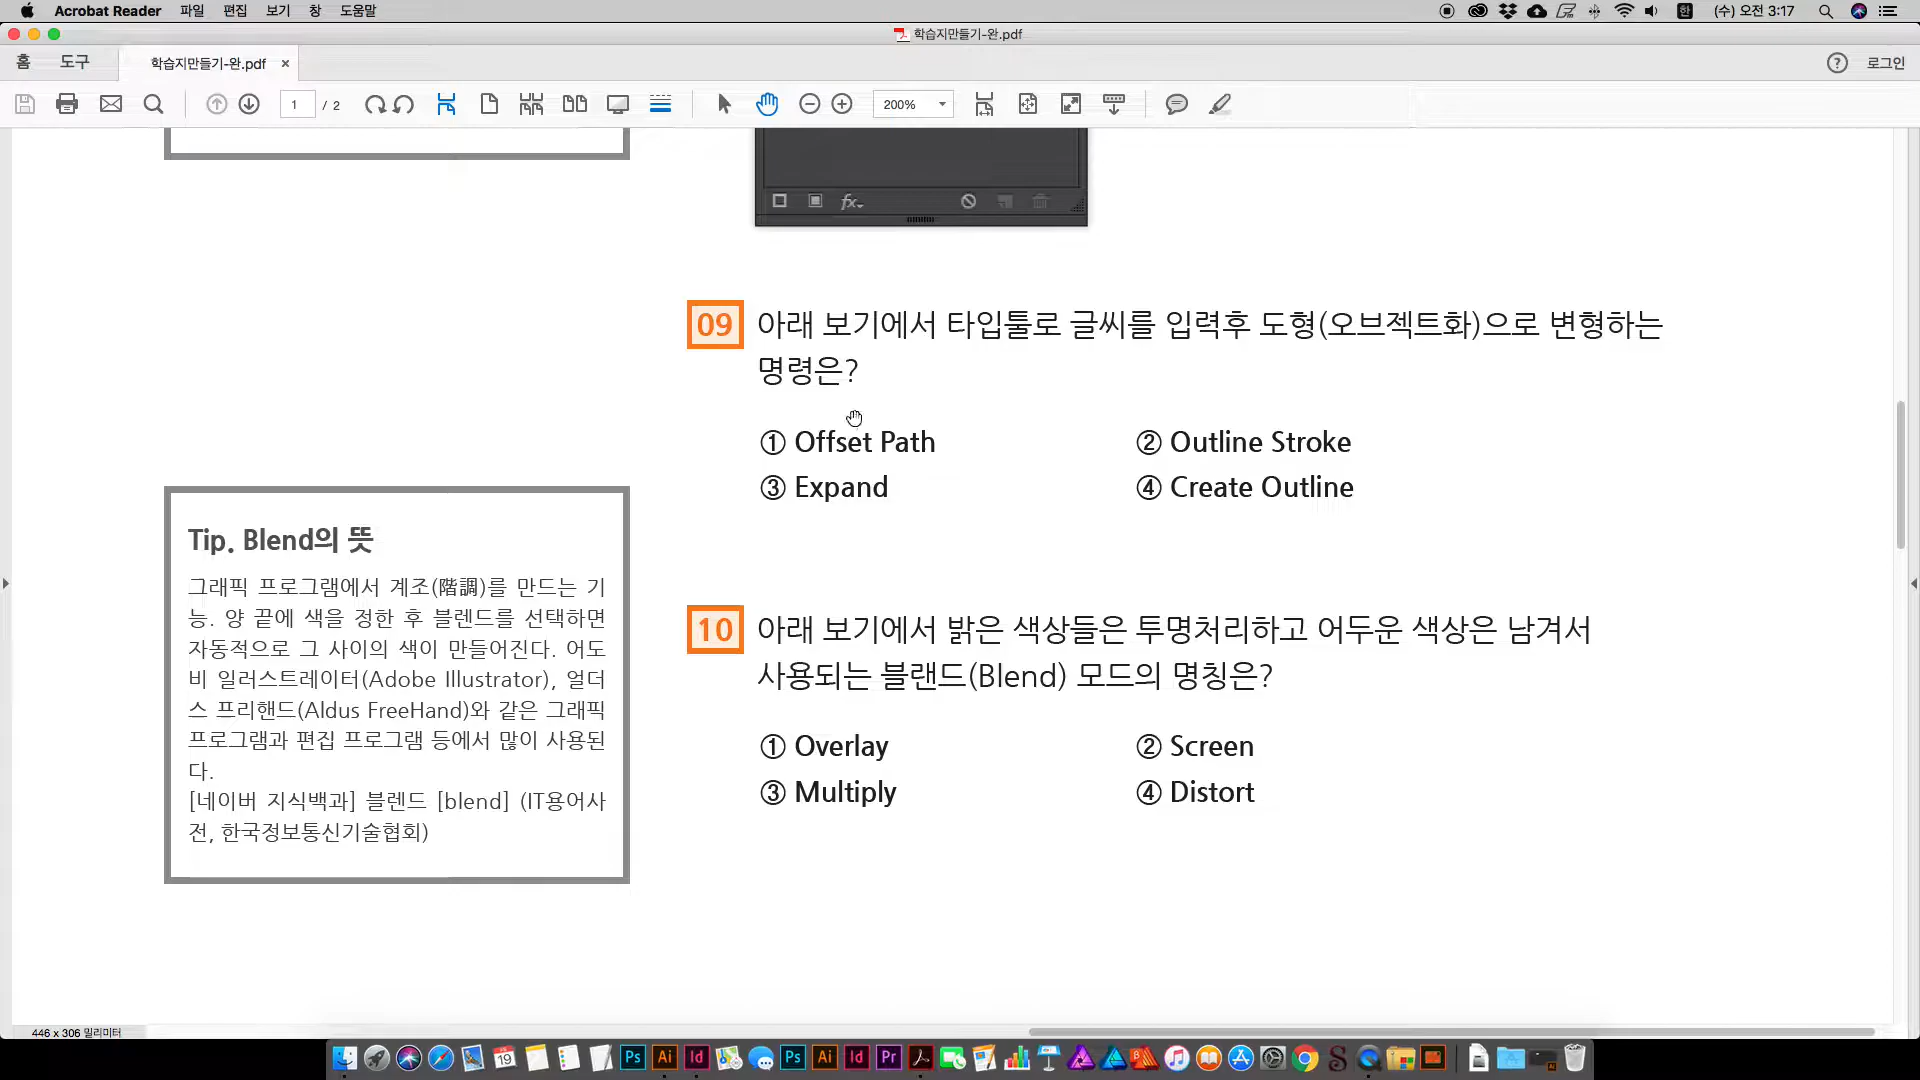 Acrobat Reader 파일 편집 보기 창 도움말 (수) 오전 3:17
학습지만들기-완.pdf
홈 도구 학습지만들기-완.pdf × ? 로그인
1 / 2 200%
fx
09 아래 보기에서 타입툴로 글씨를 입력후 도형(오브젝트화)으로 변형하는
명령은?
① Offset Path ② Outline Stroke
③ Expand ④ Create Outline
Tip. Blend의 뜻
그래픽 프로그램에서 계조(階調)를 만드는 기
능. 양 끝에 색을 정한 후 블렌드를 선택하면
자동적으로 그 사이의 색이 만들어진다. 어도
비 일러스트레이터(Adobe Illustrator), 얼더
스 프리핸드(Aldus FreeHand)와 같은 그래픽
프로그램과 편집 프로그램 등에서 많이 사용된
다.
[네이버 지식백과] 블렌드 [blend] (IT용어사
전, 한국정보통신기술협회)
10 아래 보기에서 밝은 색상들은 투명처리하고 어두운 색상은 남겨서
사용되는 블랜드(Blend) 모드의 명칭은?
① Overlay ② Screen
③ Multiply ④ Distort
446 x 306 밀리미터
19 Ps Ai Id Ps Ai Id Pr